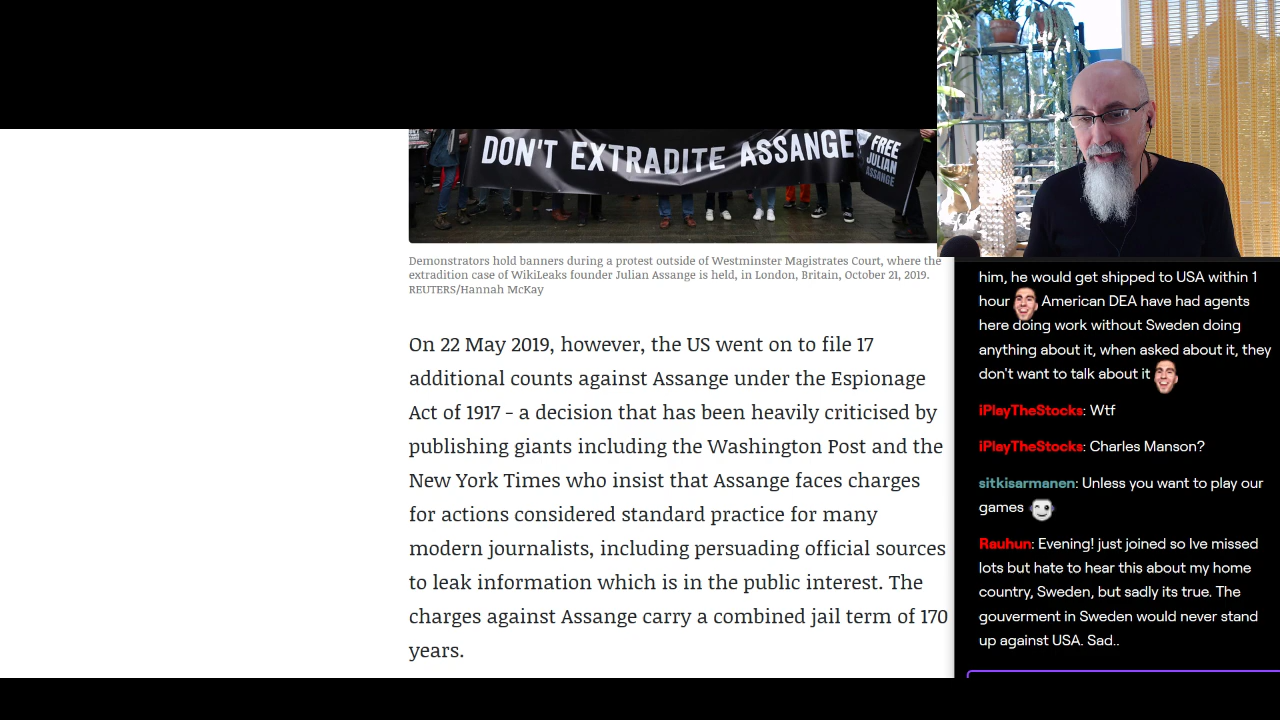 DON'T EXTRADITE ASSANGE
FREE
JULIAN
ASSANGE
Demonstrators hold banners during a protest outside of Westminster Magistrates Court, where the
extradition case of WikiLeaks founder Julian Assange is held, in London, Britain, October 21, 2019.
REUTERS/Hannah McKay
On 22 May 2019, however, the US went on to file 17
additional counts against Assange under the Espionage
Act of 1917 - a decision that has been heavily criticised by
publishing giants including the Washington Post and the
New York Times who insist that Assange faces charges
for actions considered standard practice for many
modern journalists, including persuading official sources
to leak information which is in the public interest. The
charges against Assange carry a combined jail term of 170
years.
him, he would get shipped to USA within 1
hour American DEA have had agents
here doing work without Sweden doing
anything about it, when asked about it, they
don't want to talk about it
iPlayTheStocks: Wtf
iPlayTheStocks: Charles Manson?
sitkisarmanen: Unless you want to play our
games
Rauhun: Evening! just joined so Ive missed
lots but hate to hear this about my home
country, Sweden, but sadly its true. The
gouverment in Sweden would never stand
up against USA. Sad..